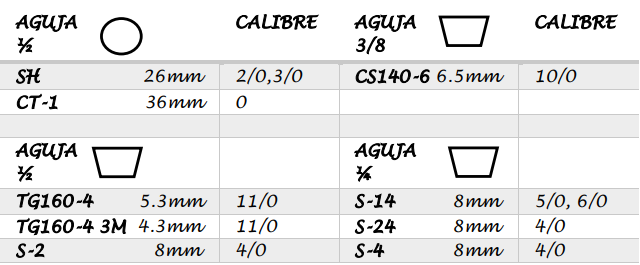 AGUJA ½ CALIBRE AGUJA 3/8 CALIBRE
SH 26mm 2/0,3/0 CS140-6 6.5mm 10/0
CT-1 36mm 0
AGUJA ½ AGUJA ¼
TG160-4 5.3mm 11/0 S-14 8mm 5/0, 6/0
TG160-4 3M 4.3mm 11/0 S-24 8mm 4/0
S-2 8mm 4/0 S-4 8mm 4/0